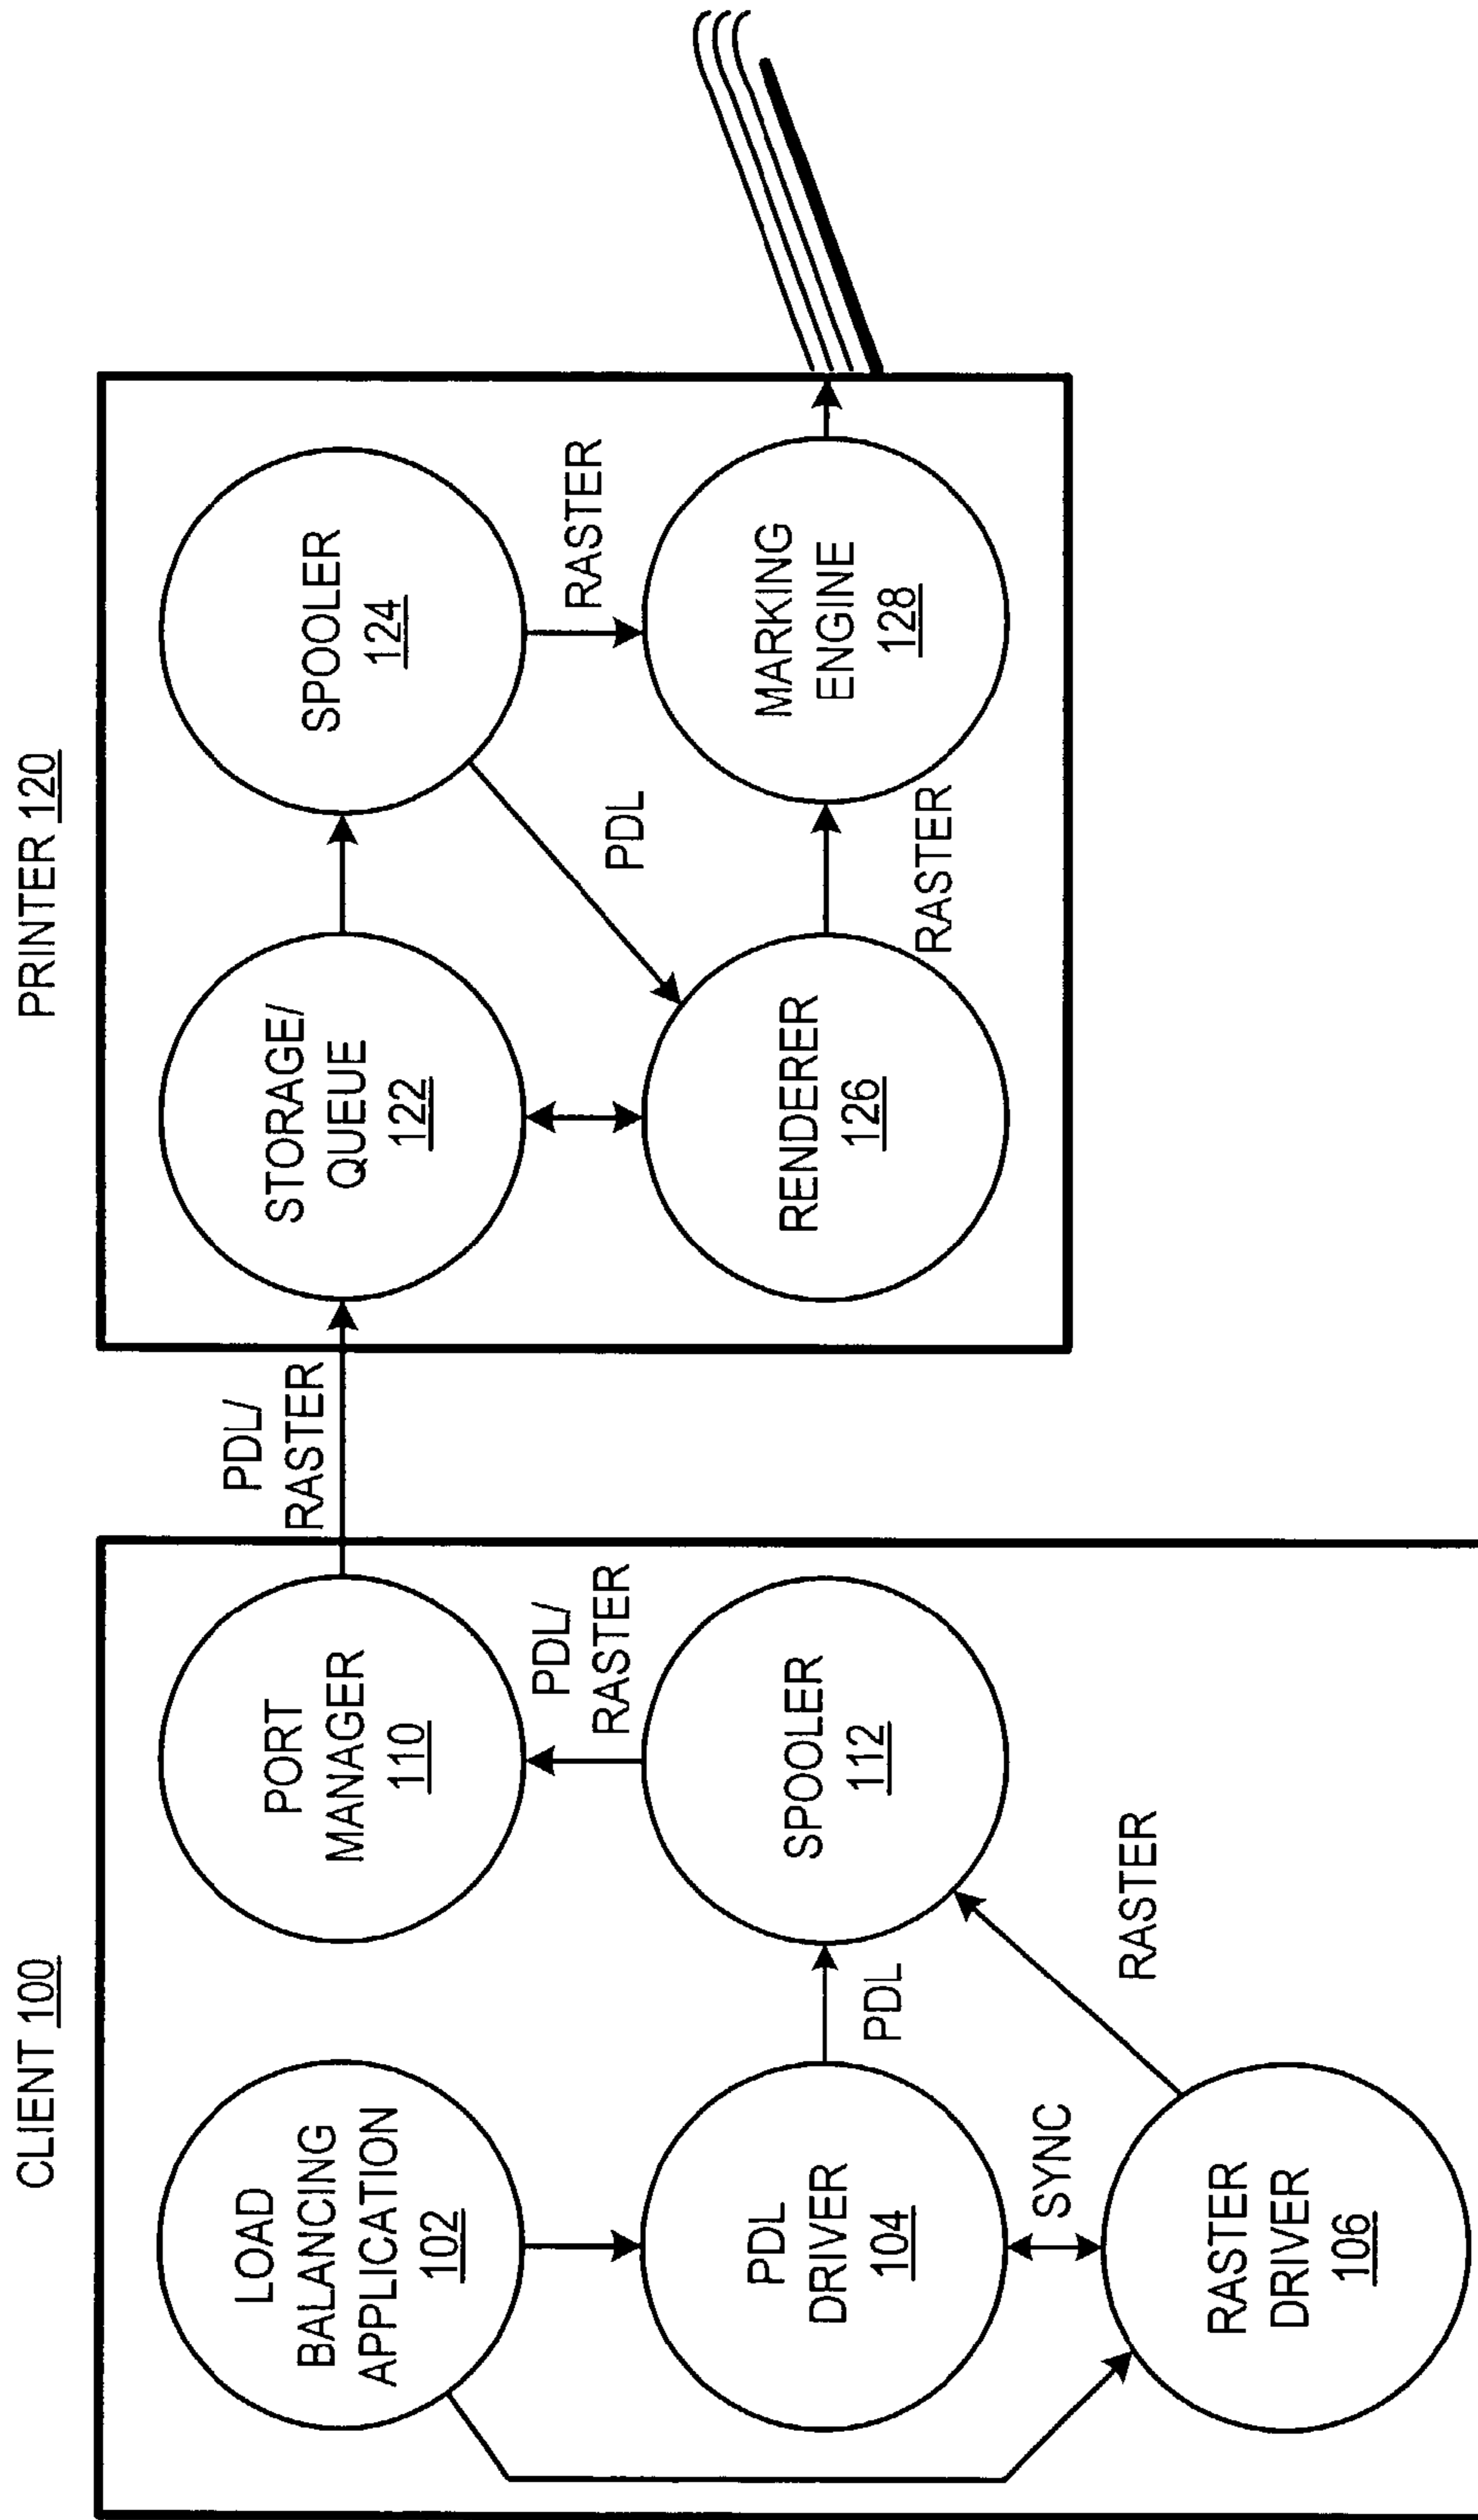 CLIENT 100
LOAD
BALANCING
APPLICATION
102
PORT
MANAGER
110
PDL
DRIVER
104
PDL
SPOOLER
112
PDL/
RASTER
SYNC
RASTER
DRIVER
106
RASTER
PDL/
RASTER
PRINTER 120
STORAGE/
QUEUE
122
SPOOLER
124
PDL
RASTER
RENDERER
126
RASTER
MARKING
ENGINE
128